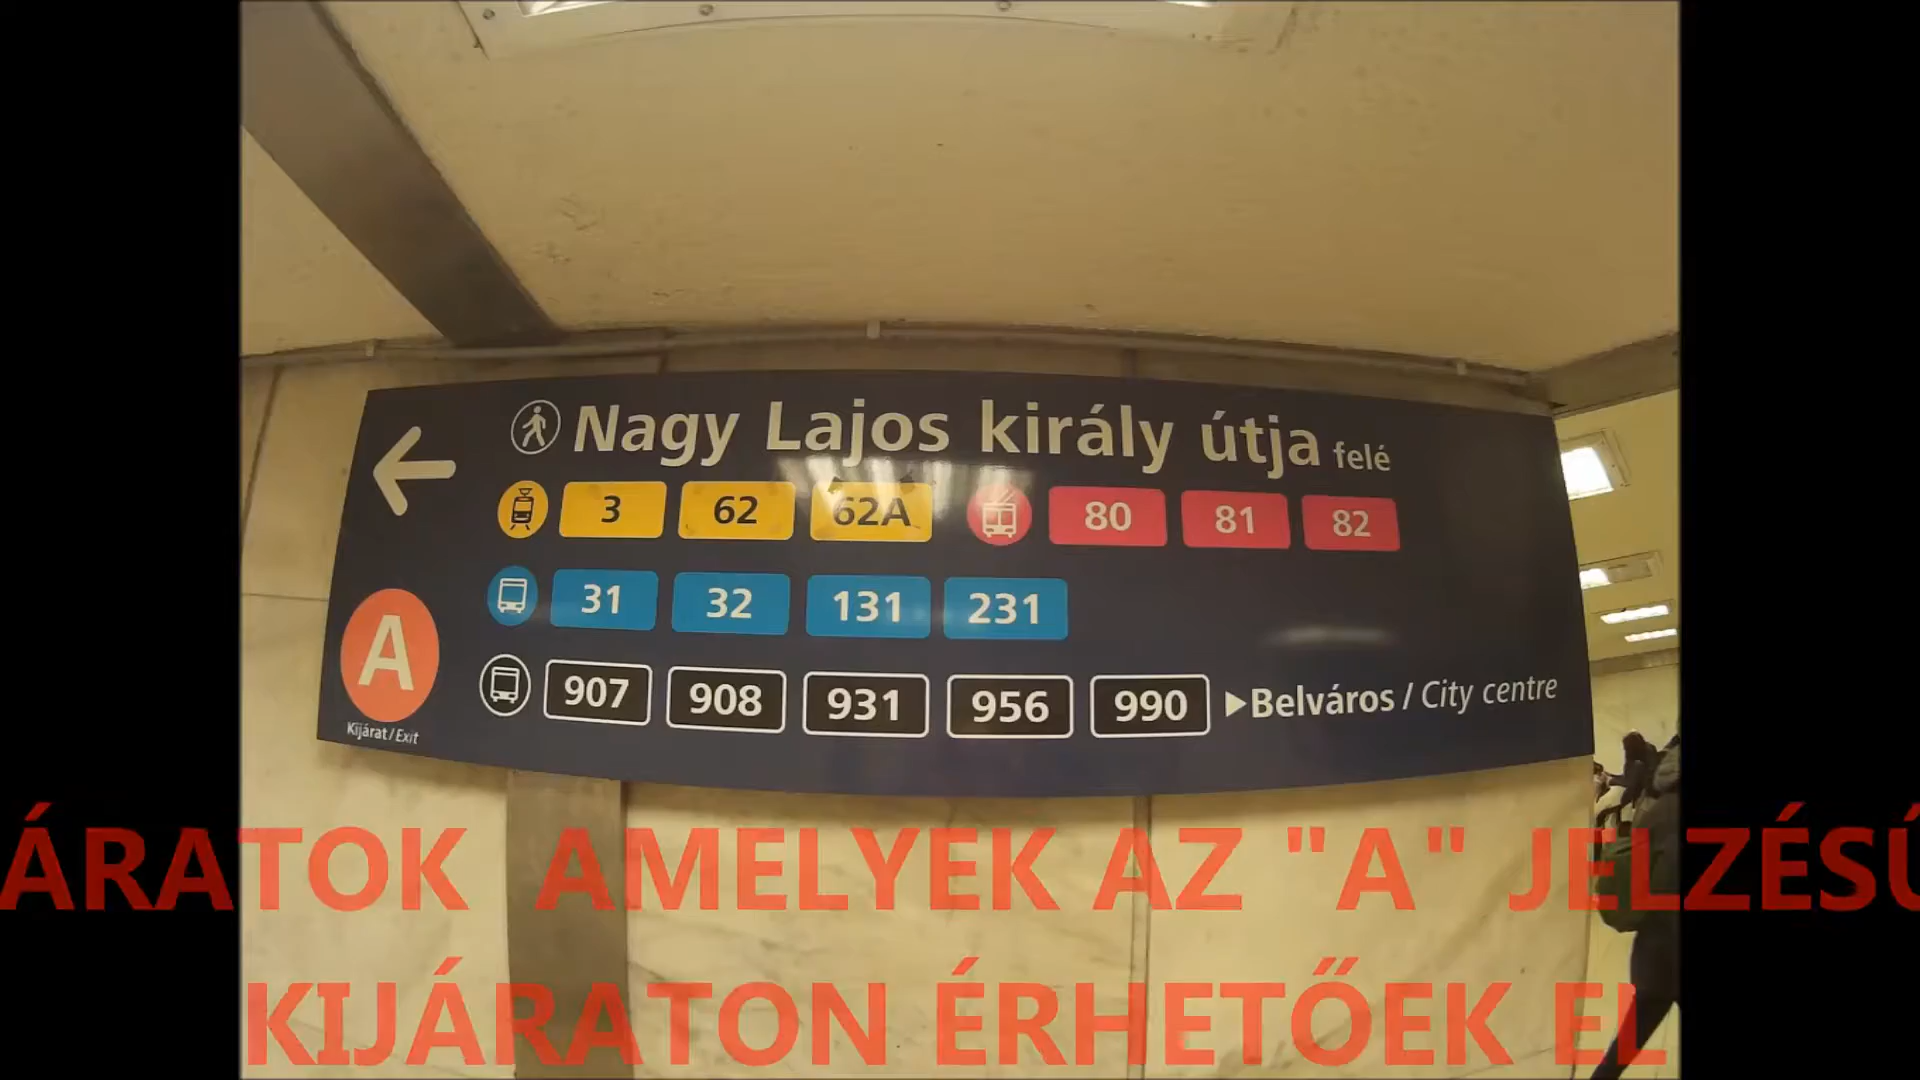 Nagy Lajos király útja felé
3 62 62A 80 81 82
31 32 131 231
A 907 908 931 956 990 Belváros / City centre
Kijárat / Exit
ÁRATOK AMELYEK AZ "A" JELZÉSŰ
KIJÁRATON ÉRHETŐEK EL